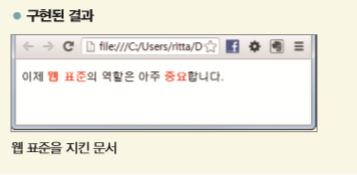 구현된 결과
file:///C:/Users/ritta/D
이제 웹 표준의 역할은 아주 중요합니다.
웹 표준을 지킨 문서